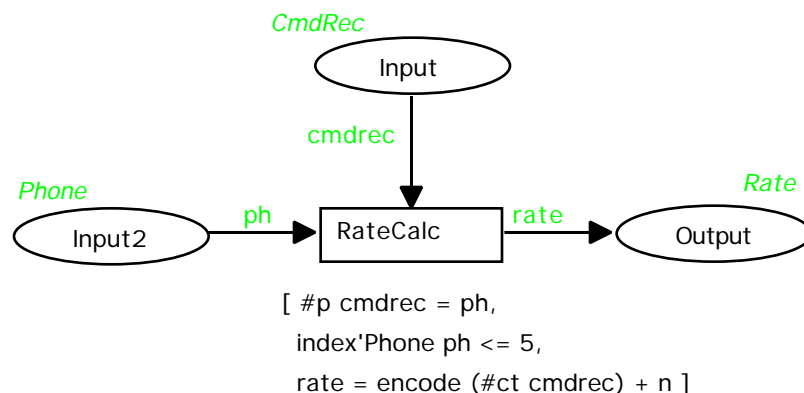 CmdRec
Input
cmdrec
Phone
Rate
ph
rate
Input2
RateCalc
Output
[ #p cmdrec = ph,
index'Phone ph <= 5,
rate = encode (#ct cmdrec) + n ]